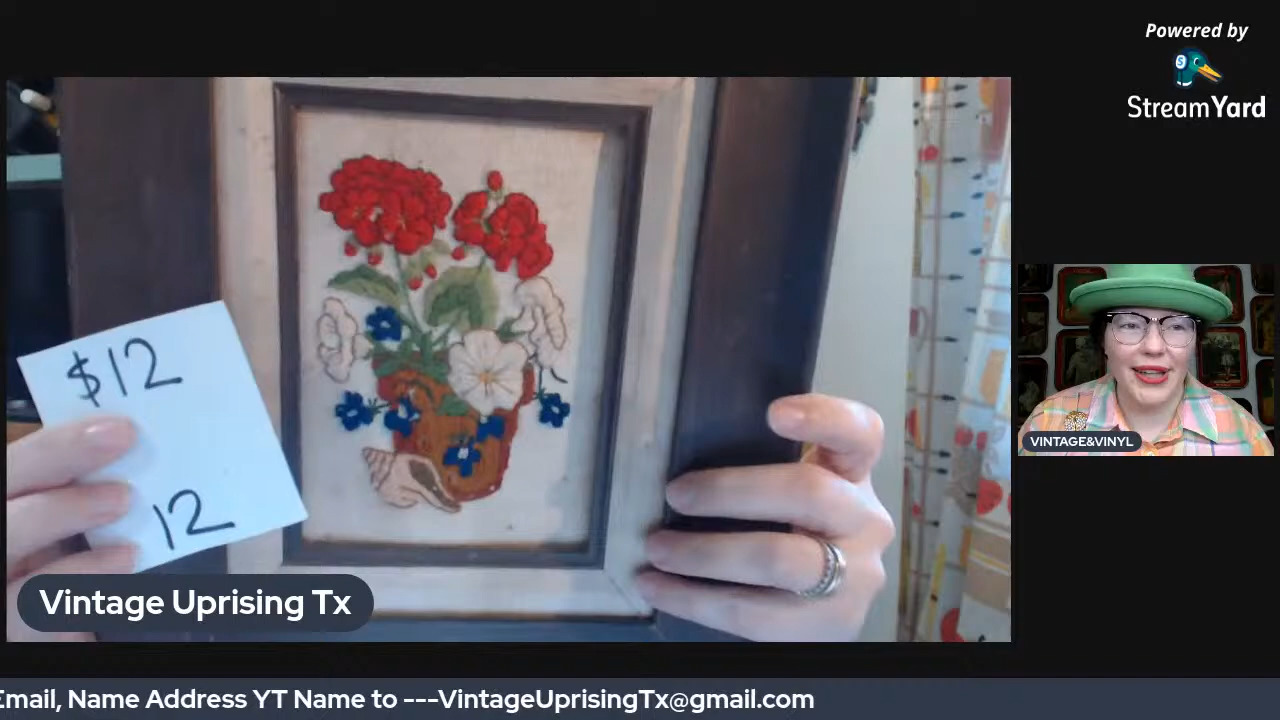 Powered by
StreamYard
$12
12
VINTAGE&VINYL
Vintage Uprising Tx
Email, Name Address YT Name to ---VintageUprisingTx@gmail.com